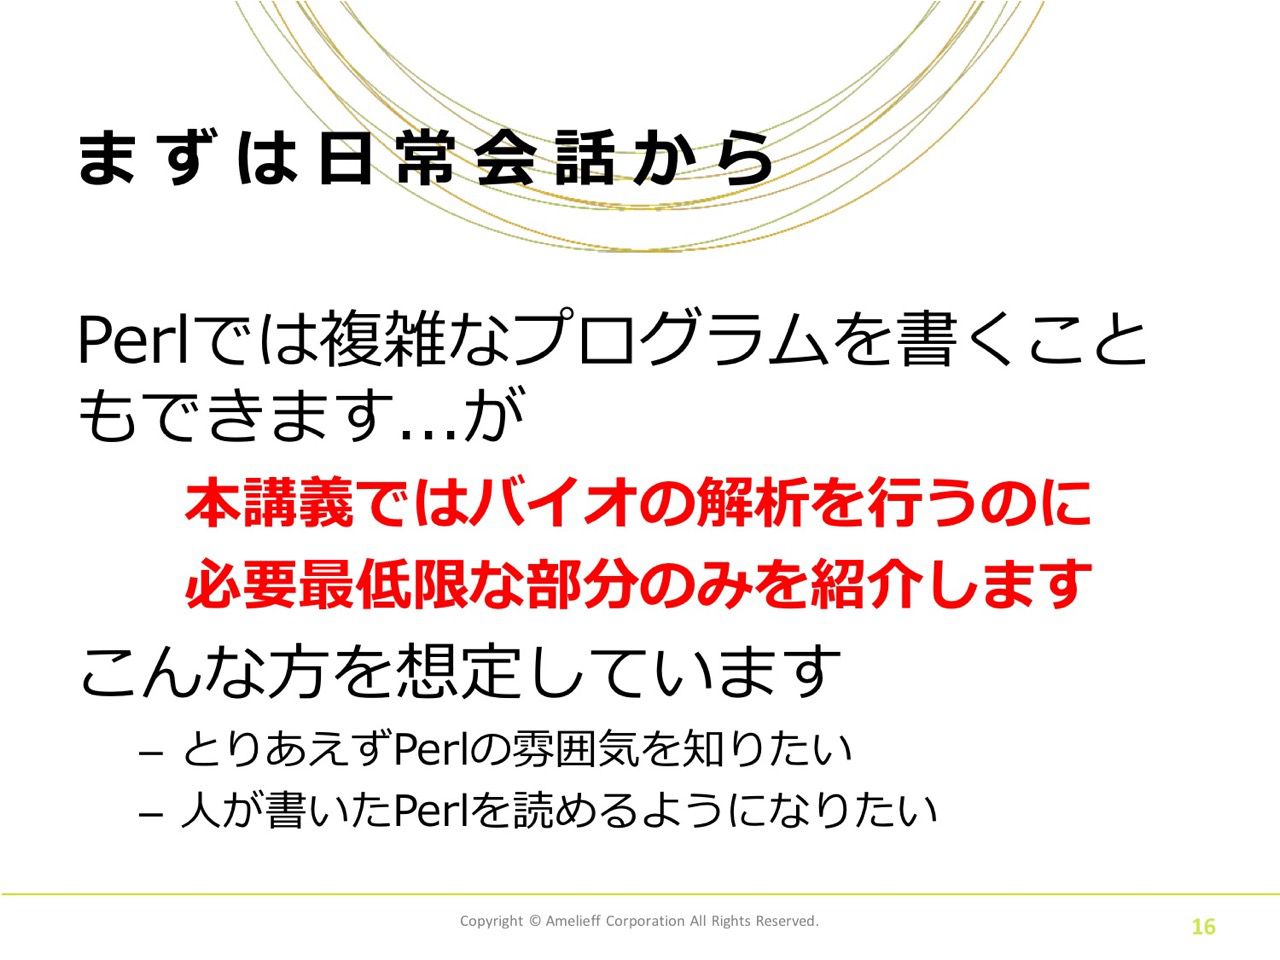 まずは日常会話から
Perlでは複雑なプログラムを書くこと
もできます…が
本講義ではバイオの解析を行うのに
必要最低限な部分のみを紹介します
こんな方を想定しています
– とりあえずPerlの雰囲気を知りたい
– 人が書いたPerlを読めるようになりたい
Copyright © Amelieff Corporation All Rights Reserved.
16